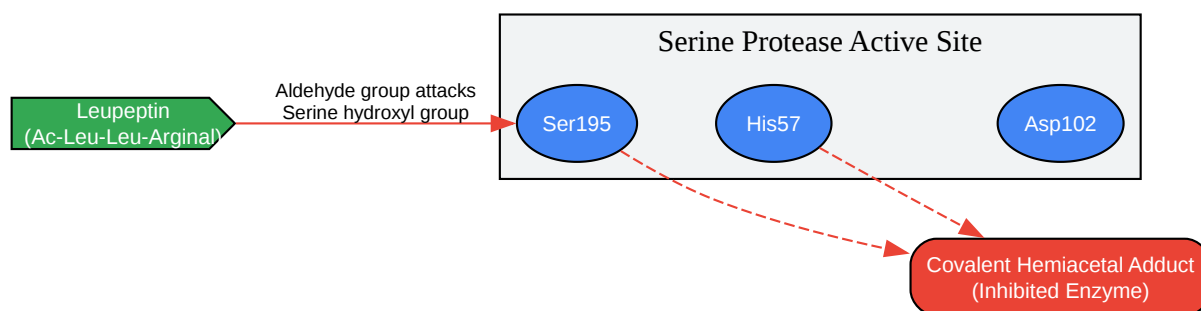 Serine Protease Active Site
Aldehyde group attacks
Serine hydroxyl group
Leupeptin
(Ac-Leu-Leu-Arginal)
Ser195
His57
Asp102
Covalent Hemiacetal Adduct
(Inhibited Enzyme)